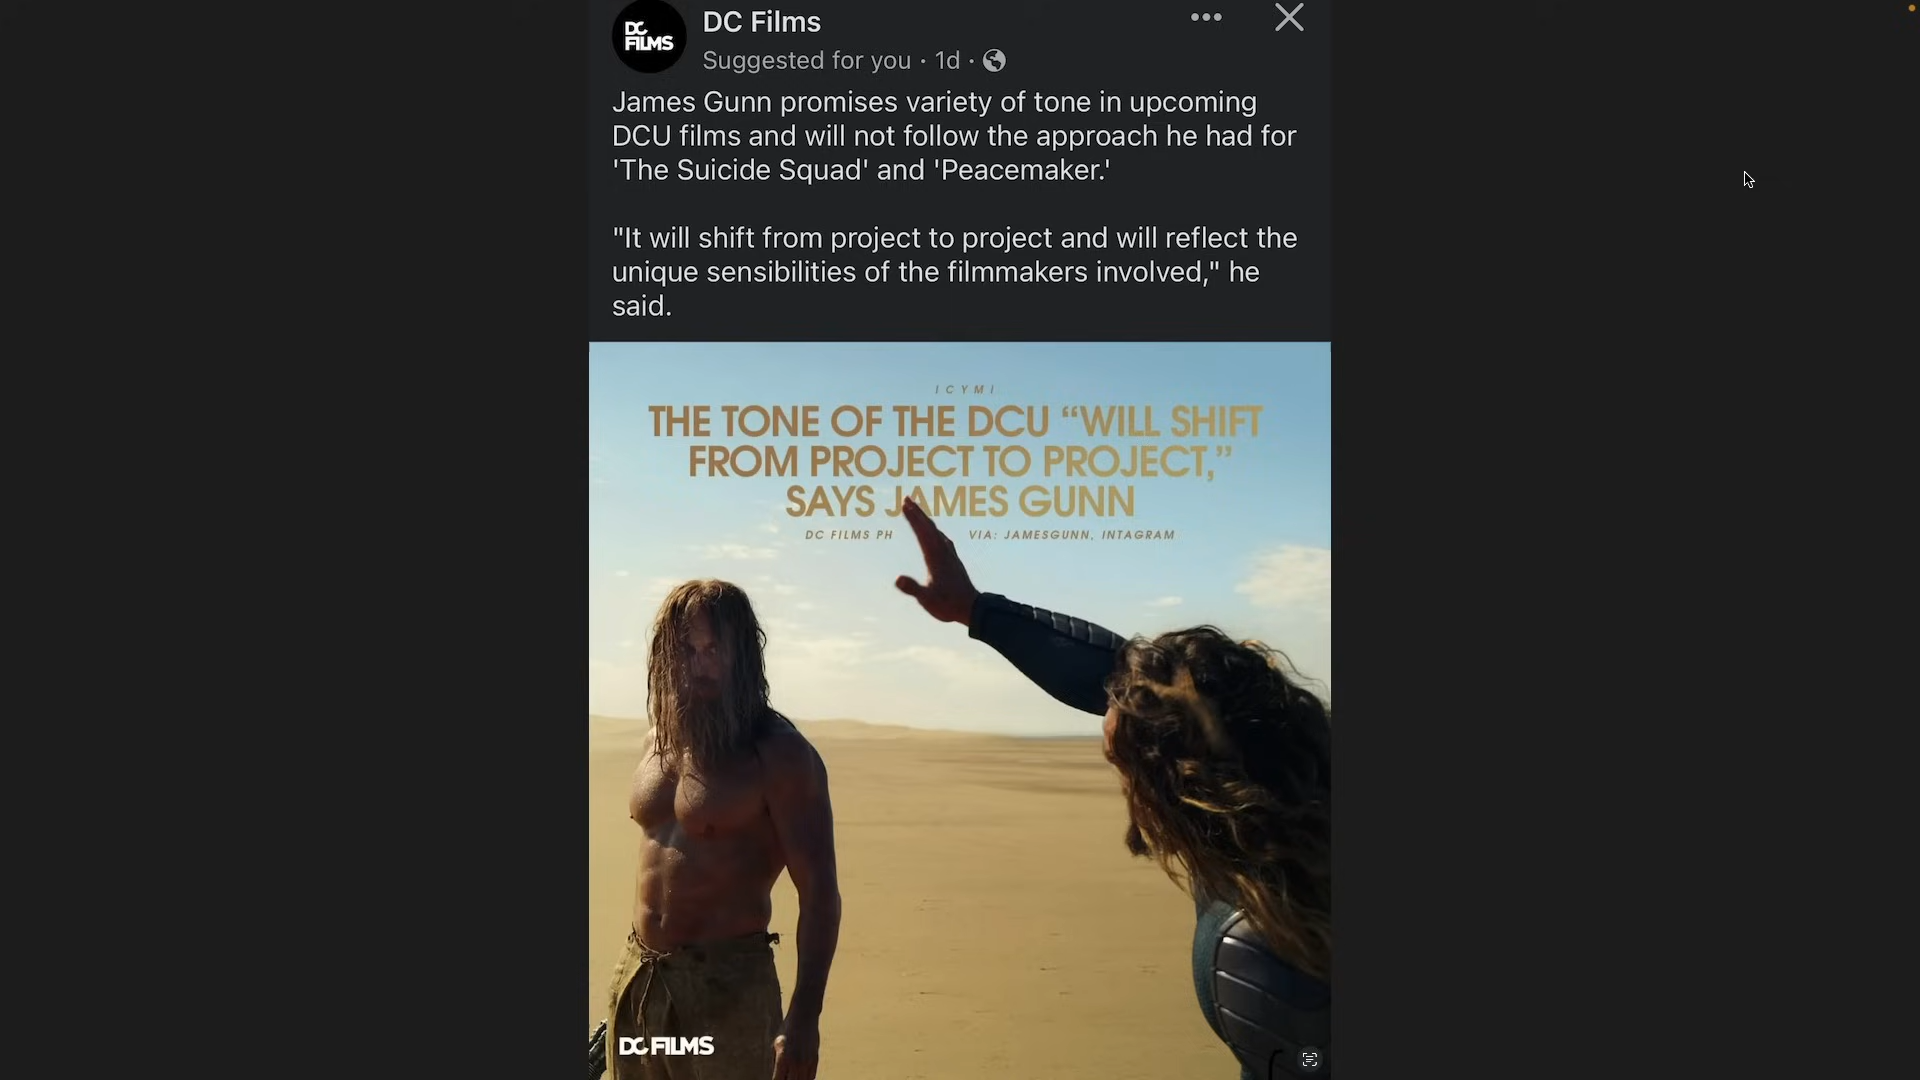 DC
FILMS
DC Films
Suggested for you · 1d ·
James Gunn promises variety of tone in upcoming
DCU films and will not follow the approach he had for
'The Suicide Squad' and 'Peacemaker.'
"It will shift from project to project and will reflect the
unique sensibilities of the filmmakers involved," he
said.
ICYMI
THE TONE OF THE DCU “WILL SHIFT
FROM PROJECT TO PROJECT,”
SAYS JAMES GUNN
DC FILMS PH VIA: JAMESGUNN, INTAGRAM
DC FILMS